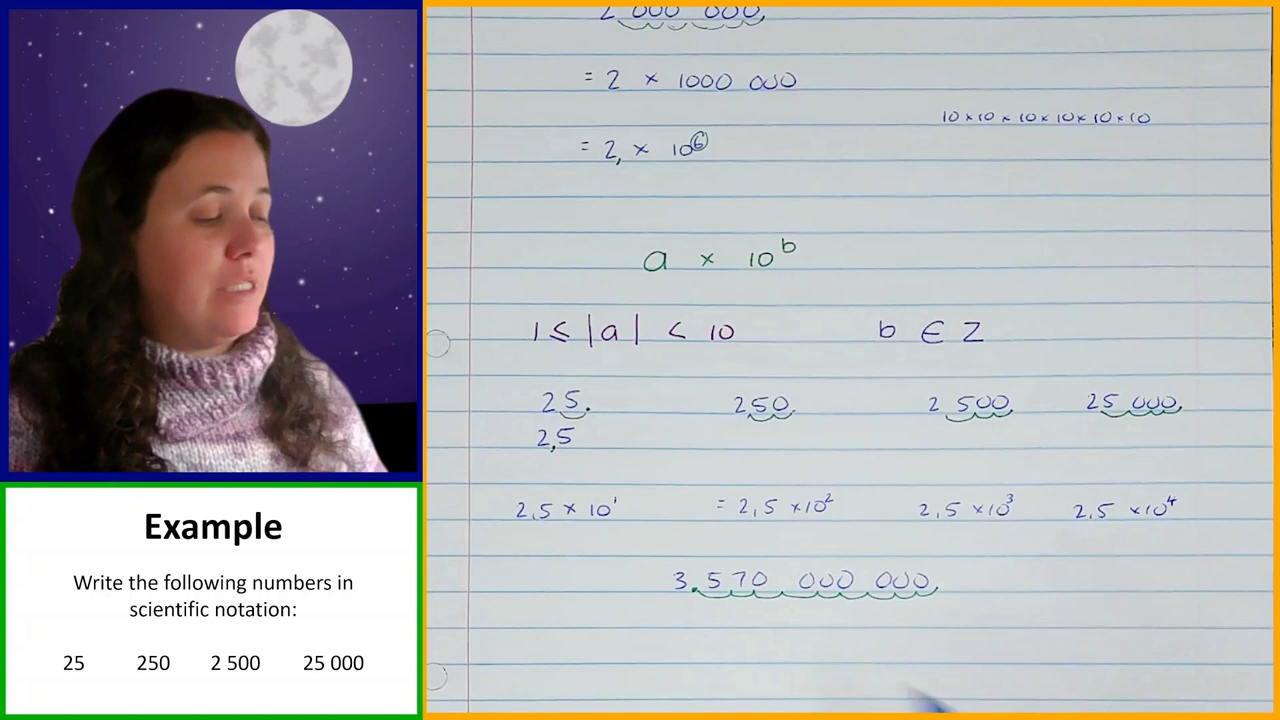 2 000 000,
= 2 × 1000 000
10×10×10×10×10×10
= 2, × 10⁶
a × 10ᵇ
1 ≤ |a| < 10 b ∈ Z
25. 250. 2 500. 25 000.
2,5
2,5 × 10¹ = 2,5 ×10² 2,5 ×10³ 2,5 ×10⁴
3.570 000 000.
Example
Write the following numbers in
scientific notation:
25 250 2 500 25 000